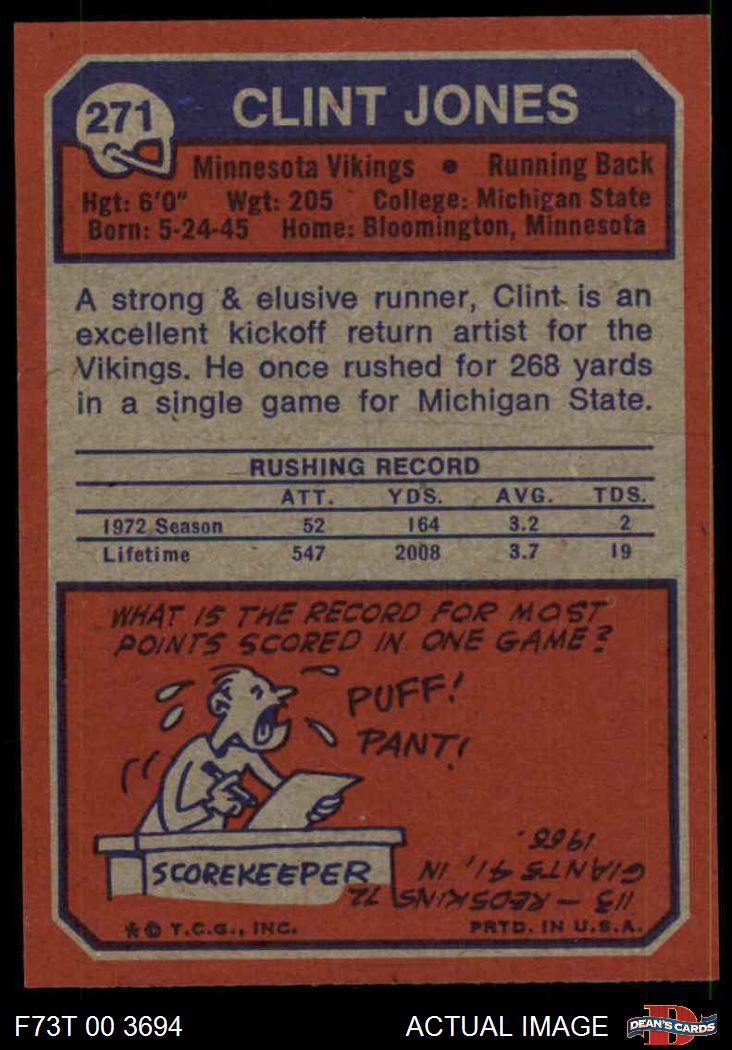 271
CLINT JONES
Minnesota Vikings • Running Back
Hgt: 6'0" Wgt: 205 College: Michigan State
Born: 5-24-45 Home: Bloomington, Minnesota
A strong & elusive runner, Clint is an
excellent kickoff return artist for the
Vikings. He once rushed for 268 yards
in a single game for Michigan State.
RUSHING RECORD
ATT. YDS. AVG. TDS.
1972 Season 52 164 3.2 2
Lifetime 547 2008 3.7 19
WHAT IS THE RECORD FOR MOST
POINTS SCORED IN ONE GAME?
PUFF!
PANT!
SCOREKEEPER
113 — REDSKINS 72
GIANTS 41, IN
1966.
*© T.C.G., INC. PRTD. IN U.S.A.
F73T 00 3694 ACTUAL IMAGE
DEAN'S CARDS